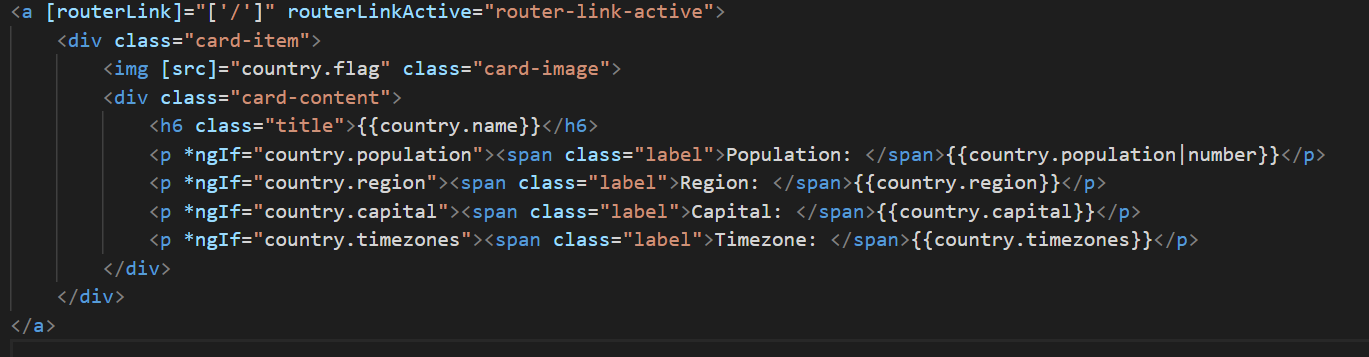 <a [routerLink]="['/']" routerLinkActive="router-link-active">
<div class="card-item">
<img [src]="country.flag" class="card-image">
<div class="card-content">
<h6 class="title">{{country.name}}</h6>
<p *ngIf="country.population"><span class="label">Population: </span>{{country.population|number}}</p>
<p *ngIf="country.region"><span class="label">Region: </span>{{country.region}}</p>
<p *ngIf="country.capital"><span class="label">Capital: </span>{{country.capital}}</p>
<p *ngIf="country.timezones"><span class="label">Timezone: </span>{{country.timezones}}</p>
</div>
</div>
</a>